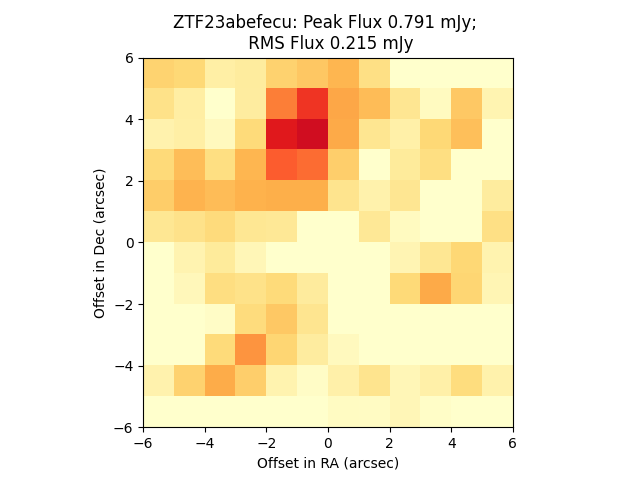 ZTF23abefecu: Peak Flux 0.791 mJy;
RMS Flux 0.215 mJy
6
4
2
0
−2
−4
−6
Offset in Dec (arcsec)
−6 −4 −2 0 2 4 6
Offset in RA (arcsec)